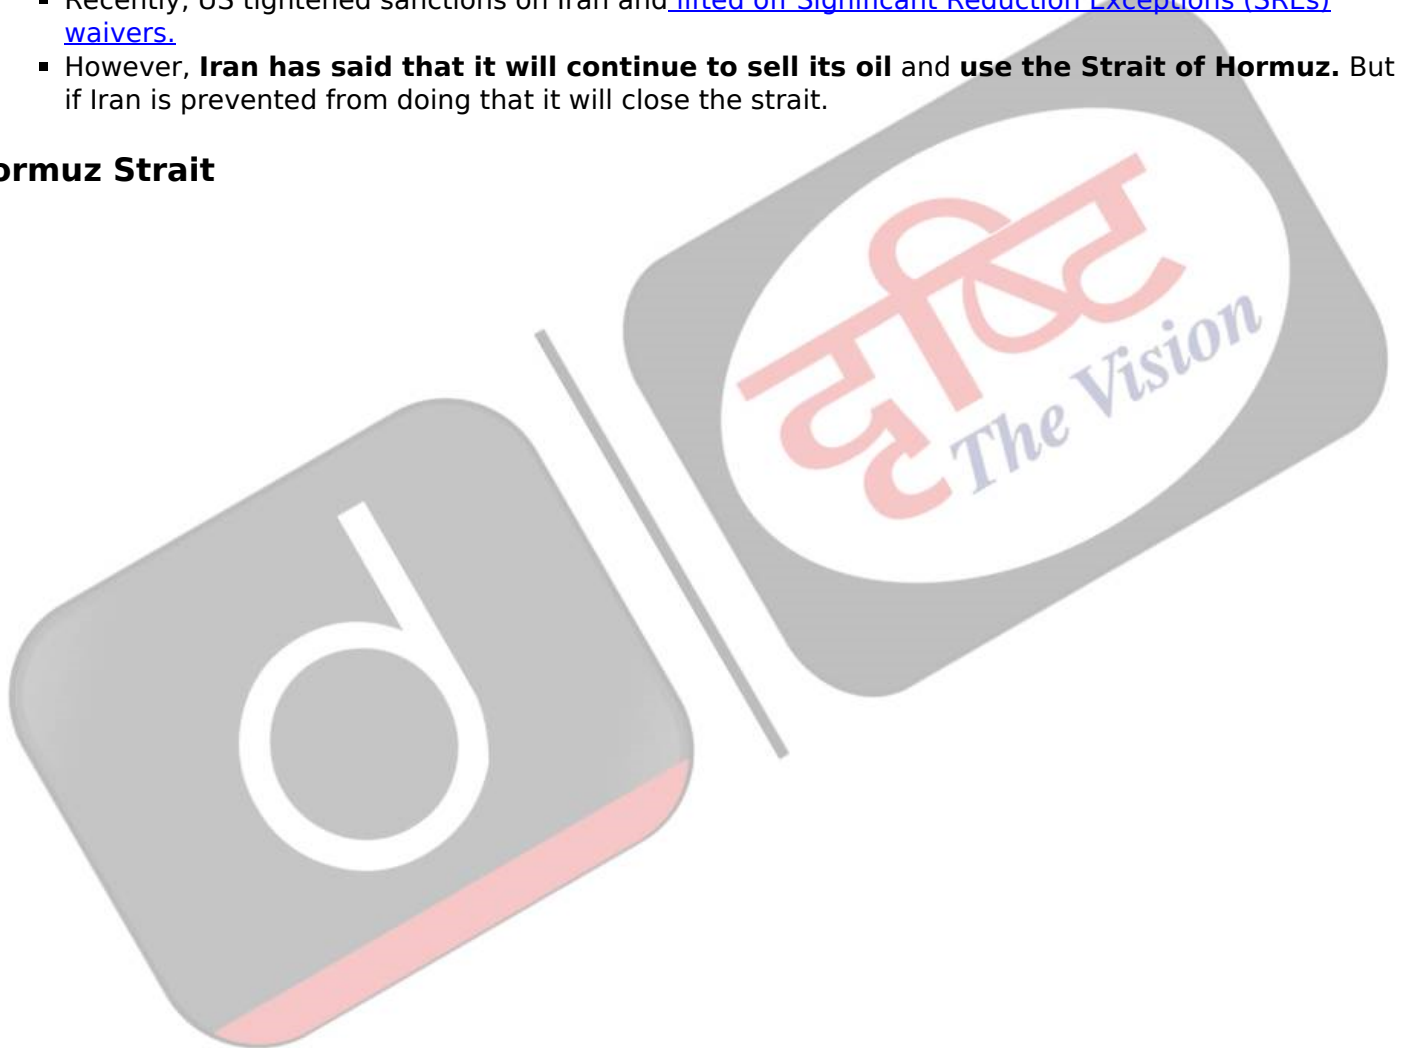 Recently, US tightened sanctions on Iran and lifted off Significant Reduction Exceptions (SREs)
waivers.
However, Iran has said that it will continue to sell its oil and use the Strait of Hormuz. But
if Iran is prevented from doing that it will close the strait.
ormuz Strait
दृष्टि
The Vision
d